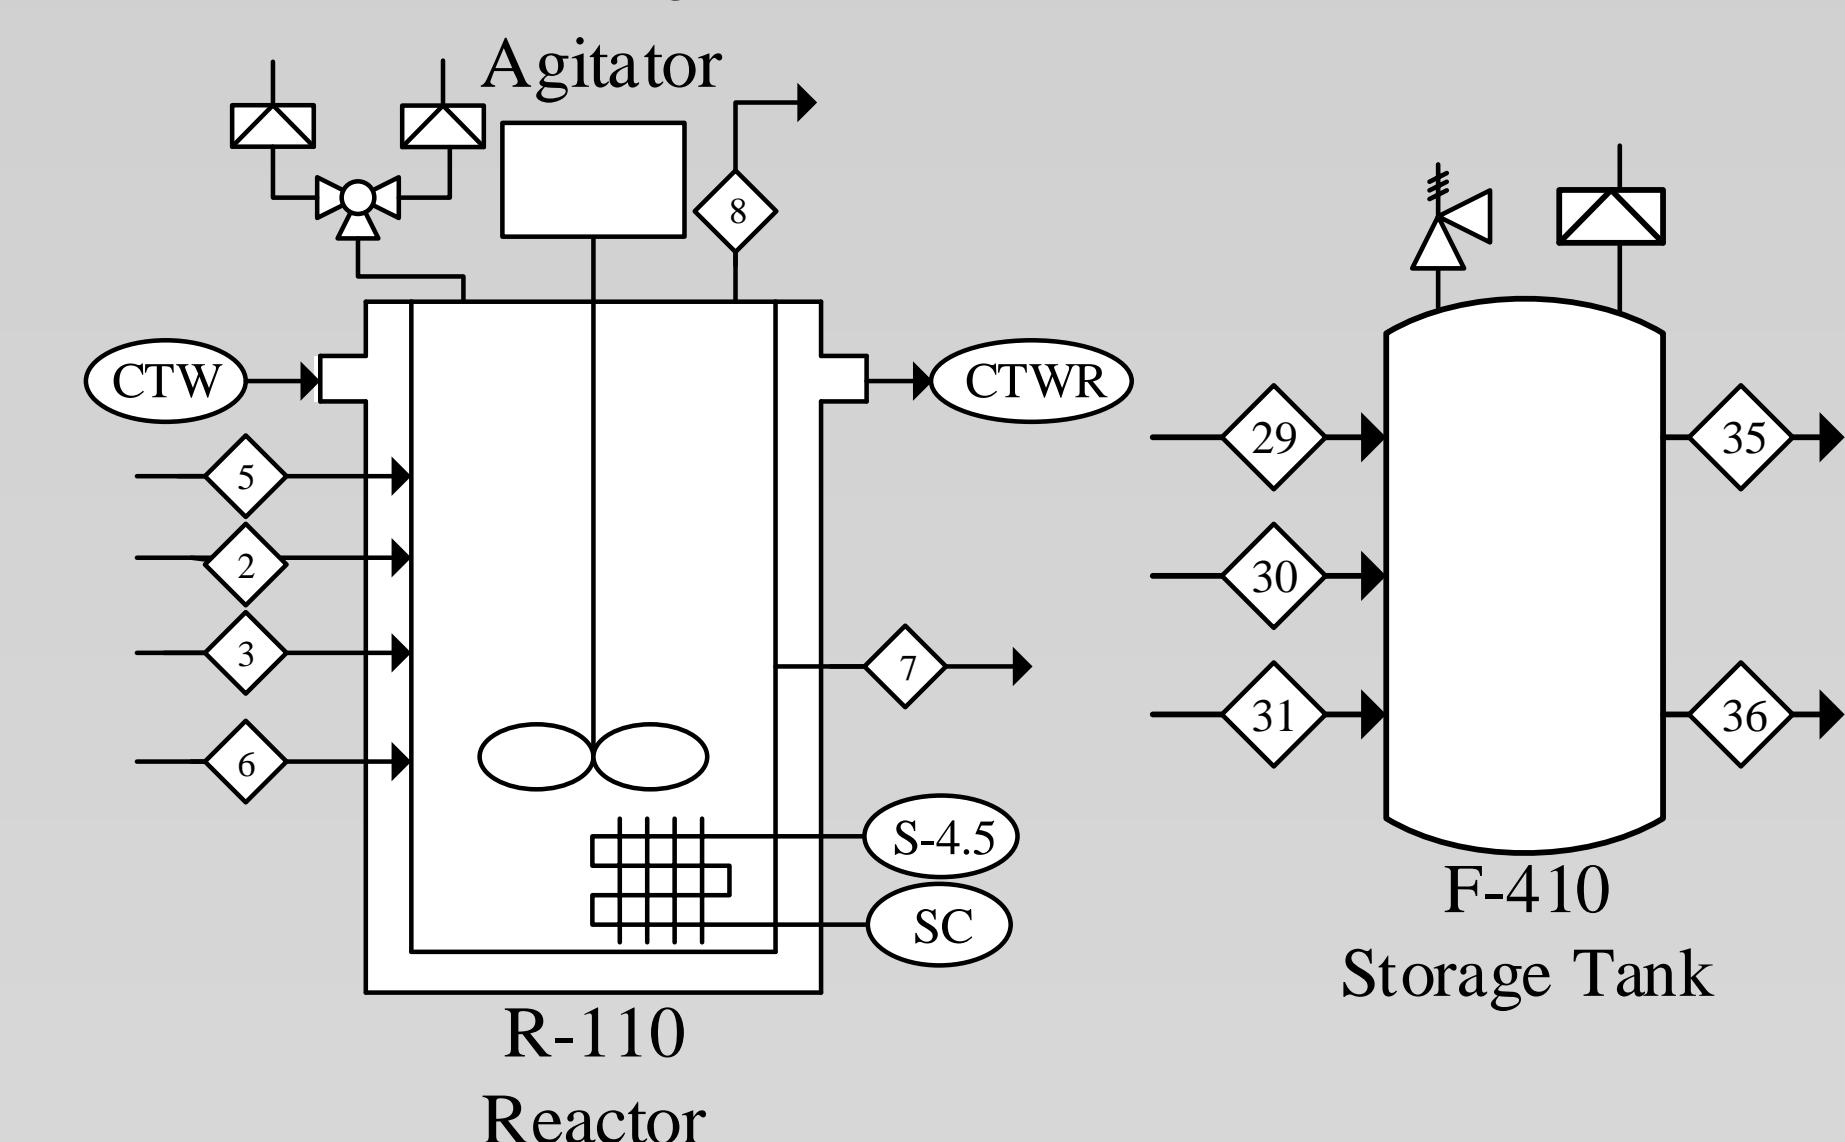 Agitator
8
CTW
CTWR
5
2
3
6
7
S-4.5
SC
R-110
Reactor
29
30
31
35
36
F-410
Storage Tank